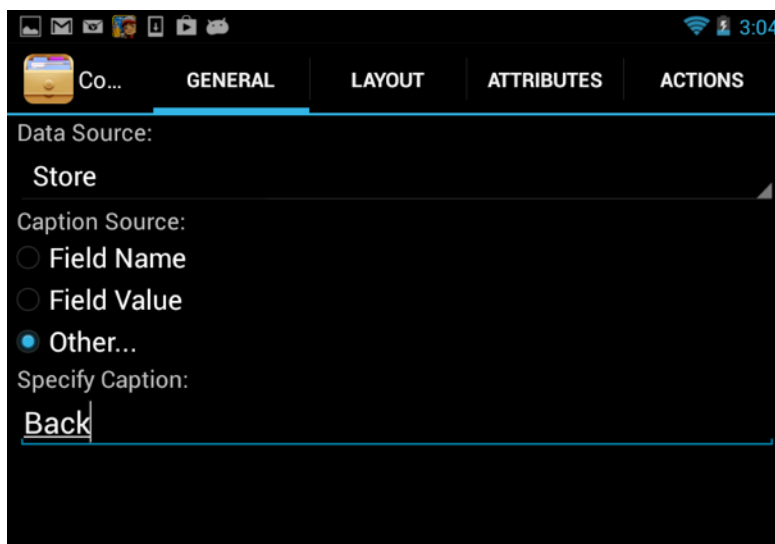 3:04
Co... GENERAL LAYOUT ATTRIBUTES ACTIONS
Data Source:
Store
Caption Source:
Field Name
Field Value
Other...
Specify Caption:
Back